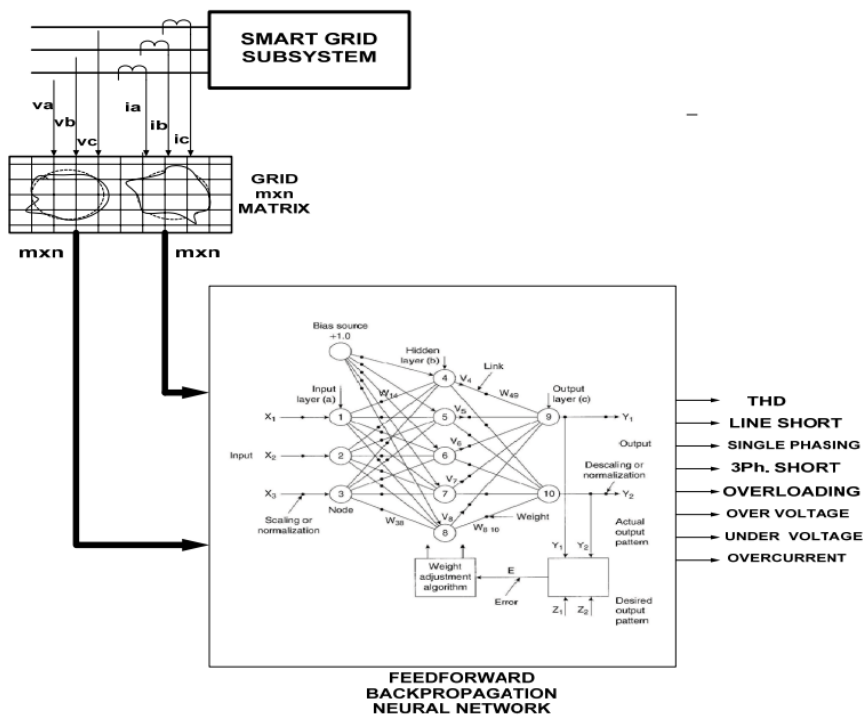 SMART GRID
SUBSYSTEM
va
vb
vc
ia
ib
ic
GRID
mxn
MATRIX
mxn
mxn
Bias source
+1.0
Hidden
layer (b)
V4
Link
Input
layer (a)
W14
W49
Output
layer (c)
X1
1
4
5
V5
9
Y1
Input
X2
2
6
V6
Output
Descaling or
normalization
X3
3
Node
7
V7
10
Y2
Scaling or
normalization
W38
V8
8
Weight
W8 10
Actual
output
pattern
Y1
Y2
Weight
adjustment
algorithm
E
Error
Z1
Z2
Desired
output
pattern
THD
LINE SHORT
SINGLE PHASING
3Ph. SHORT
OVERLOADING
OVER VOLTAGE
UNDER VOLTAGE
OVERCURRENT
FEEDFORWARD
BACKPROPAGATION
NEURAL NETWORK